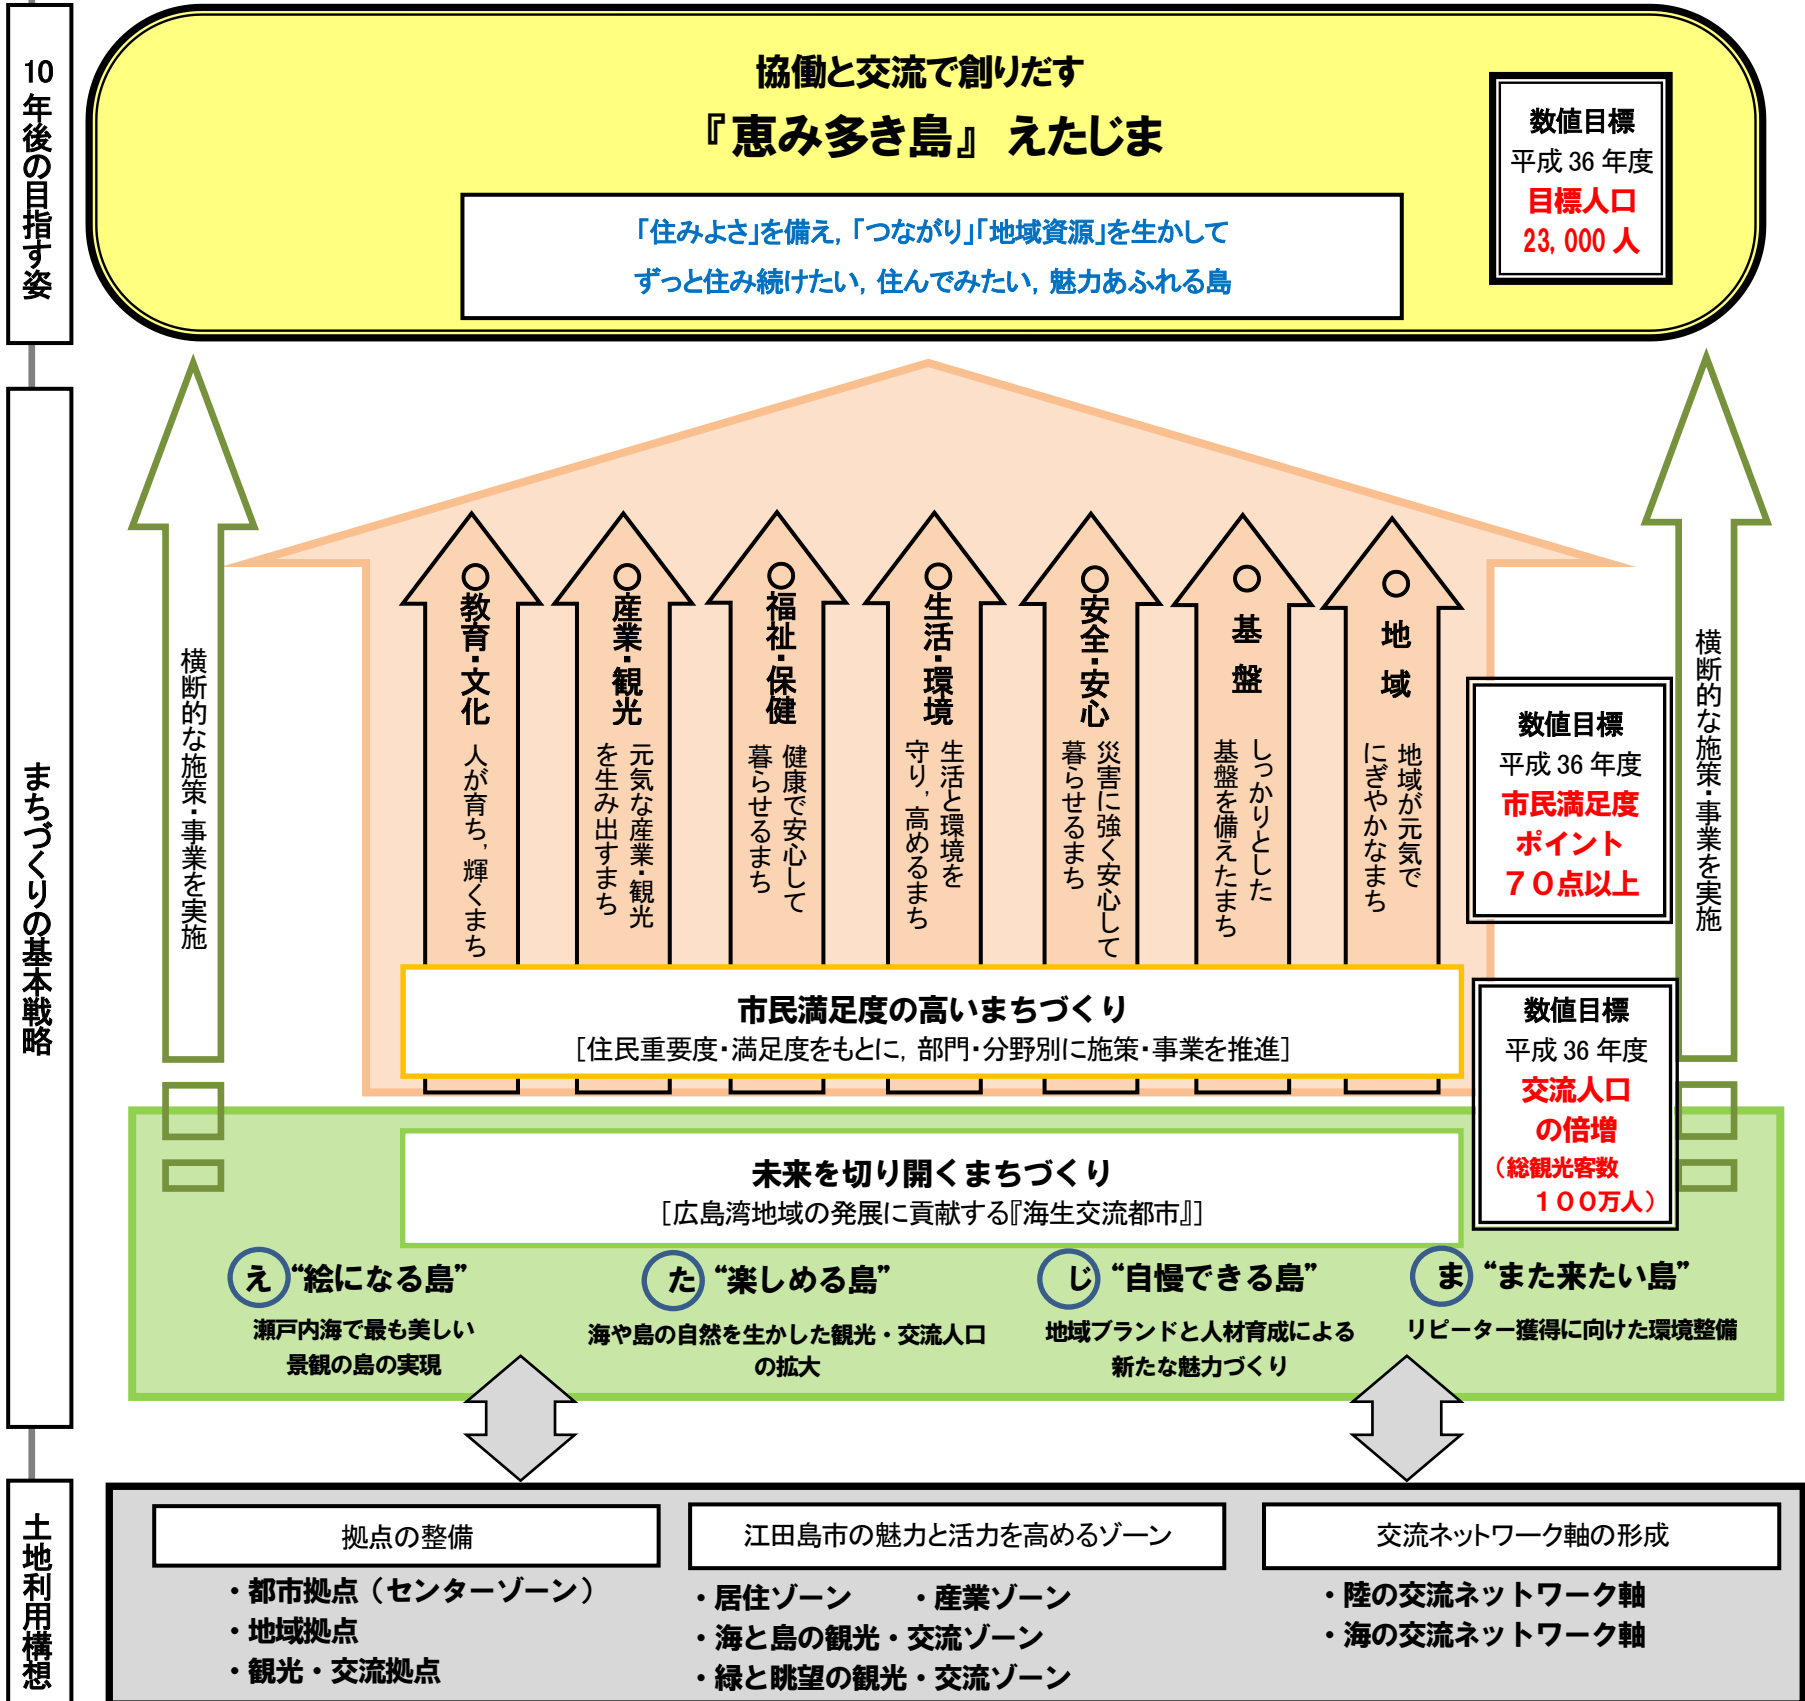 10年後の目指す姿
協働と交流で創りだす
『恵み多き島』えたじま
「住みよさ」を備え,「つながり」「地域資源」を生かして
ずっと住み続けたい, 住んでみたい, 魅力あふれる島
数値目標
平成 36 年度
目標人口
23,000 人
まちづくりの基本戦略
横断的な施策・事業を実施
○教育・文化
人が育ち, 輝くまち
○産業・観光
元気な産業・観光
を生み出すまち
○福祉・保健
健康で安心して
暮らせるまち
○生活・環境
生活と環境を
守り, 高めるまち
○安全・安心
災害に強く安心して
暮らせるまち
○基盤
しっかりとした
基盤を備えたまち
○地域
地域が元気で
にぎやかなまち
横断的な施策・事業を実施
数値目標
平成 36 年度
市民満足度
ポイント
70点以上
市民満足度の高いまちづくり
[住民重要度・満足度をもとに, 部門・分野別に施策・事業を推進]
数値目標
平成 36 年度
交流人口
の倍増
(総観光客数
100万人)
未来を切り開くまちづくり
[広島湾地域の発展に貢献する『海生交流都市』]
え “絵になる島”
瀬戸内海で最も美しい
景観の島の実現
た “楽しめる島”
海や島の自然を生かした観光・交流人口
の拡大
じ “自慢できる島”
地域ブランドと人材育成による
新たな魅力づくり
ま “また来たい島”
リピーター獲得に向けた環境整備
土地利用構想
拠点の整備
・都市拠点(センターゾーン)
・地域拠点
・観光・交流拠点
江田島市の魅力と活力を高めるゾーン
・居住ゾーン ・産業ゾーン
・海と島の観光・交流ゾーン
・緑と眺望の観光・交流ゾーン
交流ネットワーク軸の形成
・陸の交流ネットワーク軸
・海の交流ネットワーク軸